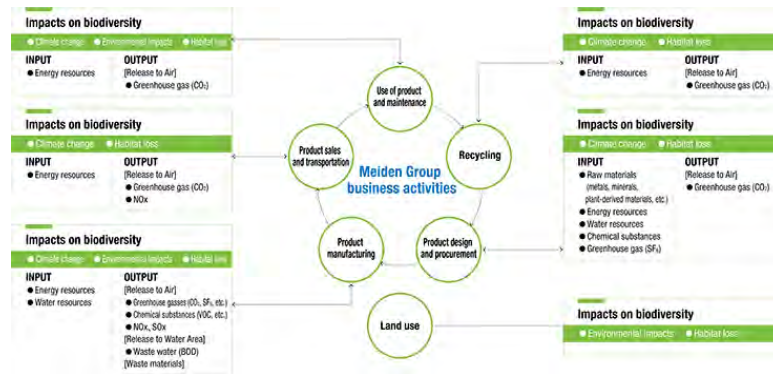 Impacts on biodiversity
Climate change Environmental Impacts Habitat loss
INPUT
● Energy resources
OUTPUT
[Release to Air]
● Greenhouse gas (CO₂)
Impacts on biodiversity
Climate change Habitat loss
INPUT
● Energy resources
OUTPUT
[Release to Air]
● Greenhouse gas (CO₂)
● NOx
Impacts on biodiversity
Climate change Environmental Impacts Habitat loss
INPUT
● Energy resources
● Water resources
OUTPUT
[Release to Air]
● Greenhouse gasses (CO₂, SF₆, etc.)
● Chemical substances (VOC, etc.)
● NOx, SOx
[Release to Water Area]
● Waste water (BOD)
[Waste materials]
Use of product
and maintenance
Product sales
and transportation
Recycling
Meiden Group
business activities
Product
manufacturing
Product design
and procurement
Land use
Impacts on biodiversity
Climate change Habitat loss
INPUT
● Energy resources
OUTPUT
[Release to Air]
● Greenhouse gas (CO₂)
Impacts on biodiversity
Climate change Habitat loss
INPUT
● Raw materials
(metals, minerals,
plant-derived materials, etc.)
● Energy resources
● Water resources
● Chemical substances
● Greenhouse gas (SF₆)
OUTPUT
[Release to Air]
● Greenhouse gas (CO₂)
Impacts on biodiversity
Environmental Impacts Habitat loss